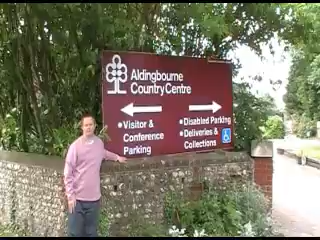 Aldingbourne
Country Centre
• Visitor &
Conference
Parking
• Disabled Parking
• Deliveries &
Collections